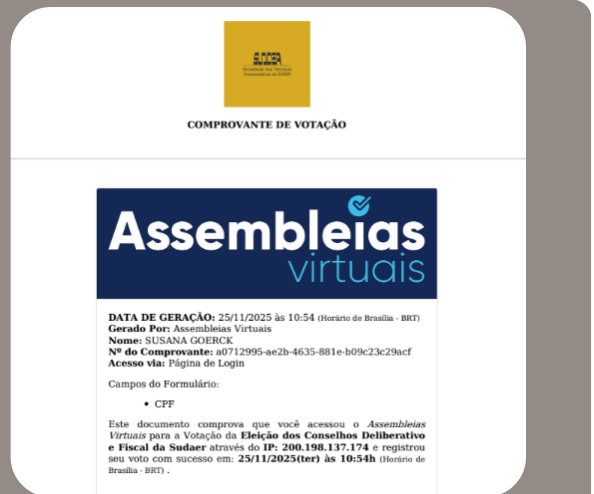 COMPROVANTE DE VOTAÇÃO
Assembleias
virtuais
DATA DE GERAÇÃO: 25/11/2025 às 10:54 (Horário de Brasília - BRT)
Gerado Por: Assembleias Virtuais
Nome: SUSANA GOERCK
Nº do Comprovante: a0712995-ae2b-4635-881e-b09c23c29acf
Acesso via: Página de Login
Campos do Formulário:
• CPF
Este documento comprova que você acessou o Assembleias
Virtuais para a Votação da Eleição dos Conselhos Deliberativo
e Fiscal da Sudaer através do IP: 200.198.137.174 e registrou
seu voto com sucesso em: 25/11/2025(ter) às 10:54h (Horário de
Brasília - BRT) .